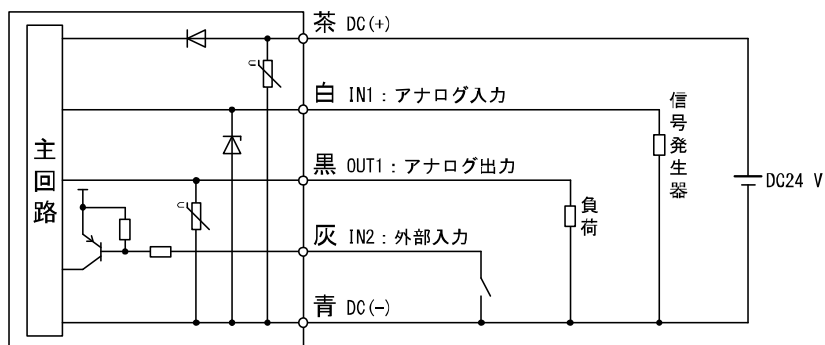 茶 DC(+)
白 IN1：アナログ入力
黒 OUT1：アナログ出力
灰 IN2：外部入力
青 DC(−)
主回路
負荷
信号発生器
DC24 V